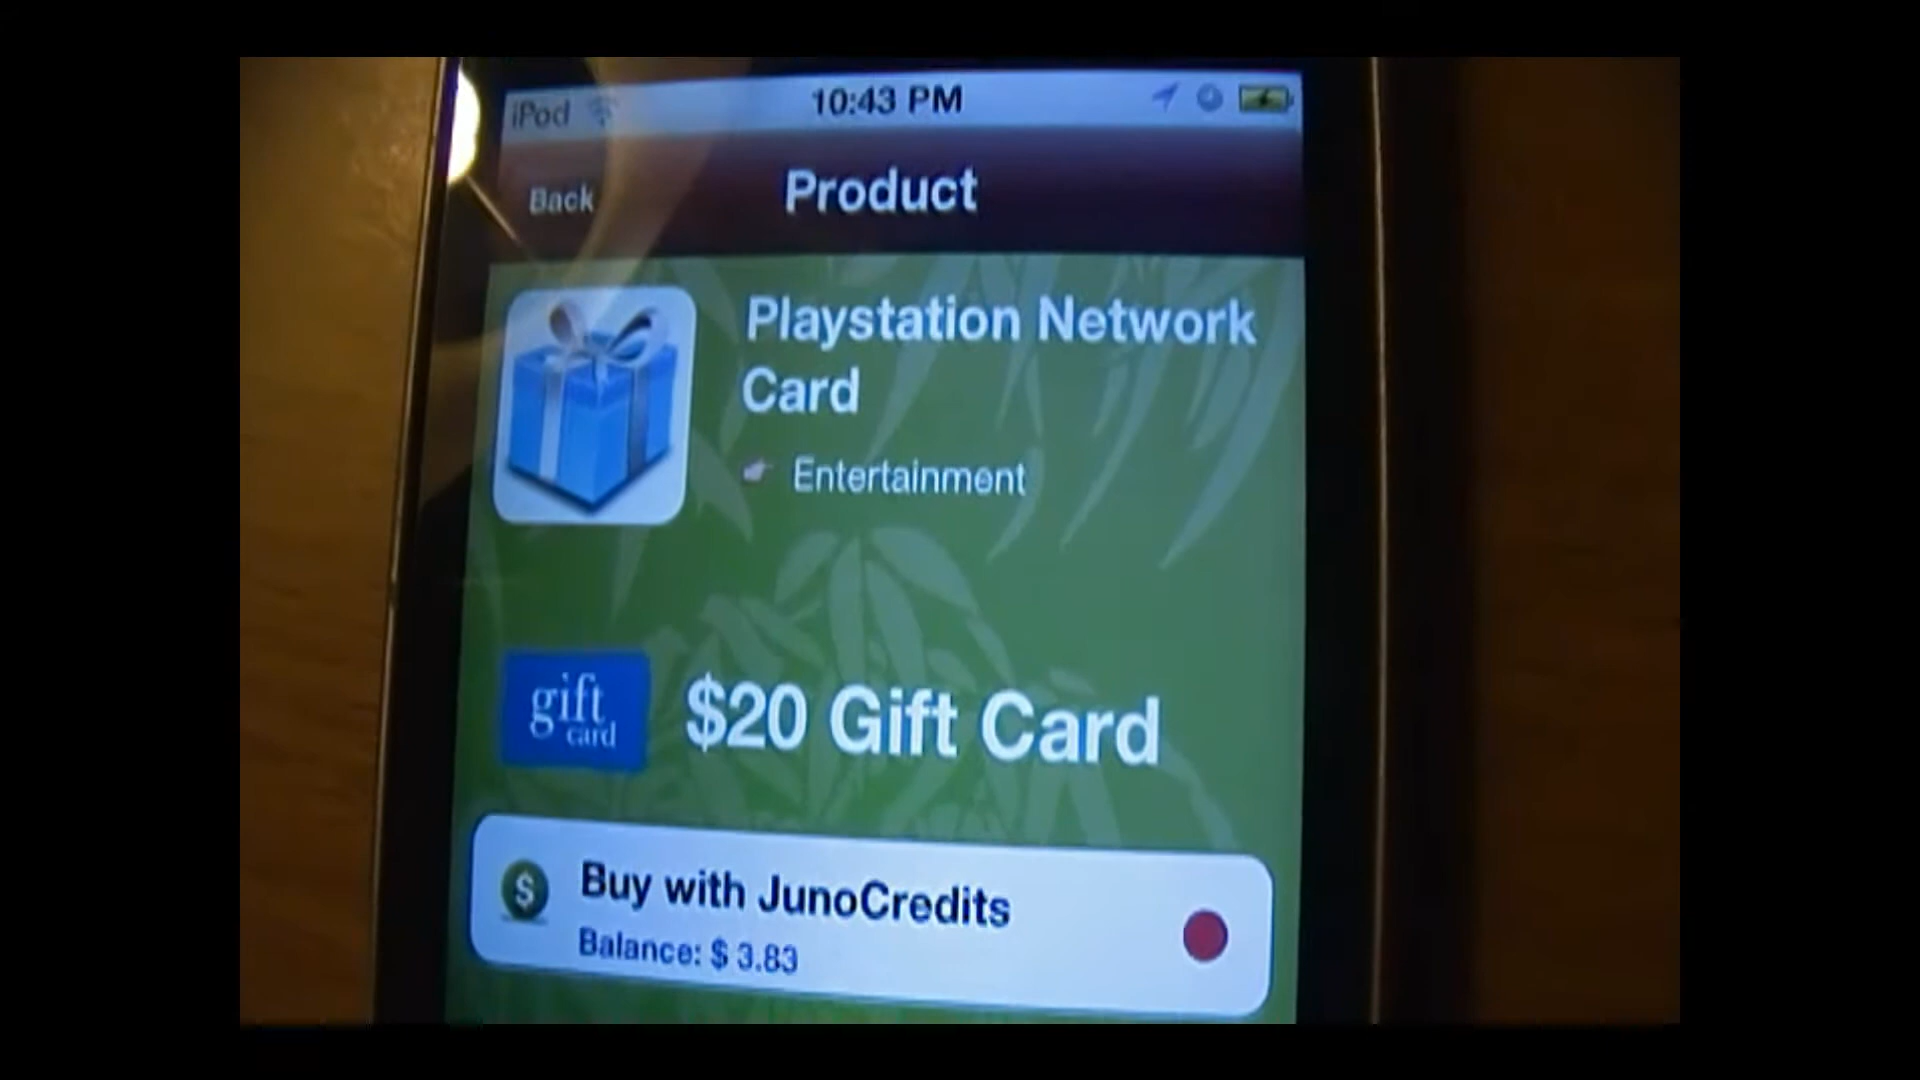 iPod 10:43 PM
Back Product
Playstation Network
Card
Entertainment
gift
card
$20 Gift Card
Buy with JunoCredits
Balance: $ 3.83